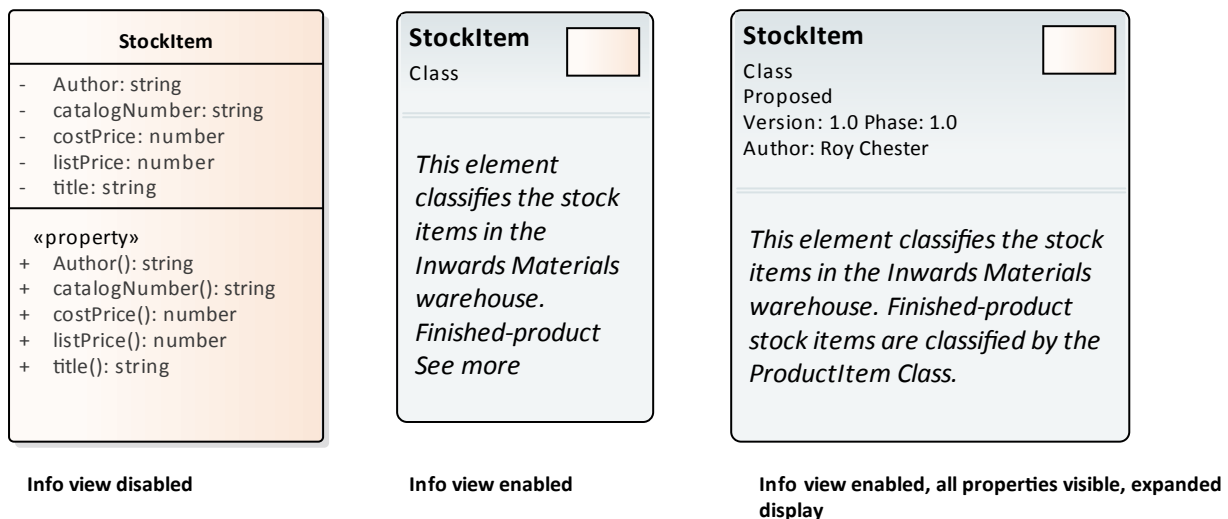 StockItem
- Author: string
- catalogNumber: string
- costPrice: number
- listPrice: number
- title: string
«property»
+ Author(): string
+ catalogNumber(): string
+ costPrice(): number
+ listPrice(): number
+ title(): string
Info view disabled
StockItem
Class
This element
classifies the stock
items in the
Inwards Materials
warehouse.
Finished-product
See more
Info view enabled
StockItem
Class
Proposed
Version: 1.0 Phase: 1.0
Author: Roy Chester
This element classifies the stock
items in the Inwards Materials
warehouse. Finished-product
stock items are classified by the
ProductItem Class.
Info view enabled, all properties visible, expanded
display